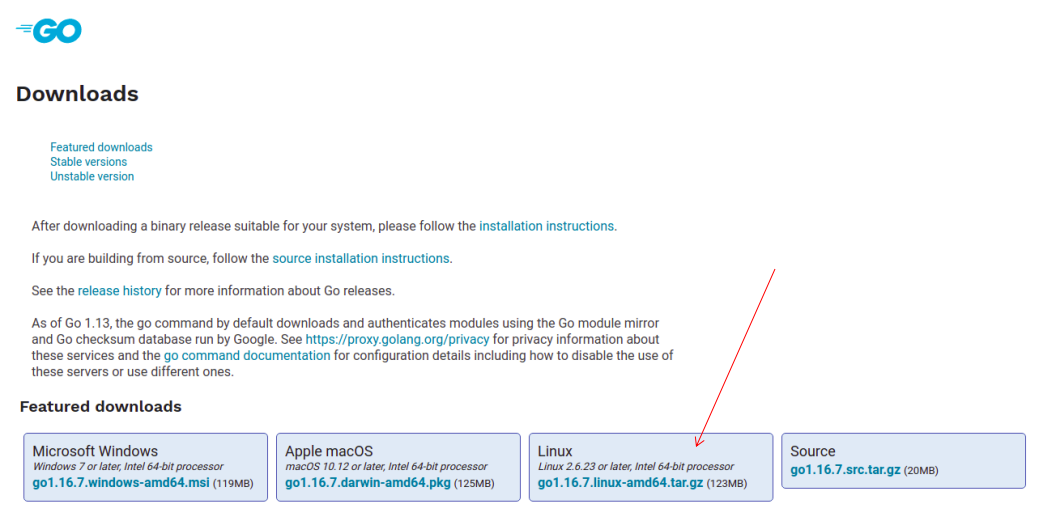 GO
Downloads
Featured downloads
Stable versions
Unstable version
After downloading a binary release suitable for your system, please follow the installation instructions.
If you are building from source, follow the source installation instructions.
See the release history for more information about Go releases.
As of Go 1.13, the go command by default downloads and authenticates modules using the Go module mirror
and Go checksum database run by Google. See https://proxy.golang.org/privacy for privacy information about
these services and the go command documentation for configuration details including how to disable the use of
these servers or use different ones.
Featured downloads
Microsoft Windows
Windows 7 or later, Intel 64-bit processor
go1.16.7.windows-amd64.msi (119MB)
Apple macOS
macOS 10.12 or later, Intel 64-bit processor
go1.16.7.darwin-amd64.pkg (125MB)
Linux
Linux 2.6.23 or later, Intel 64-bit processor
go1.16.7.linux-amd64.tar.gz (123MB)
Source
go1.16.7.src.tar.gz (20MB)